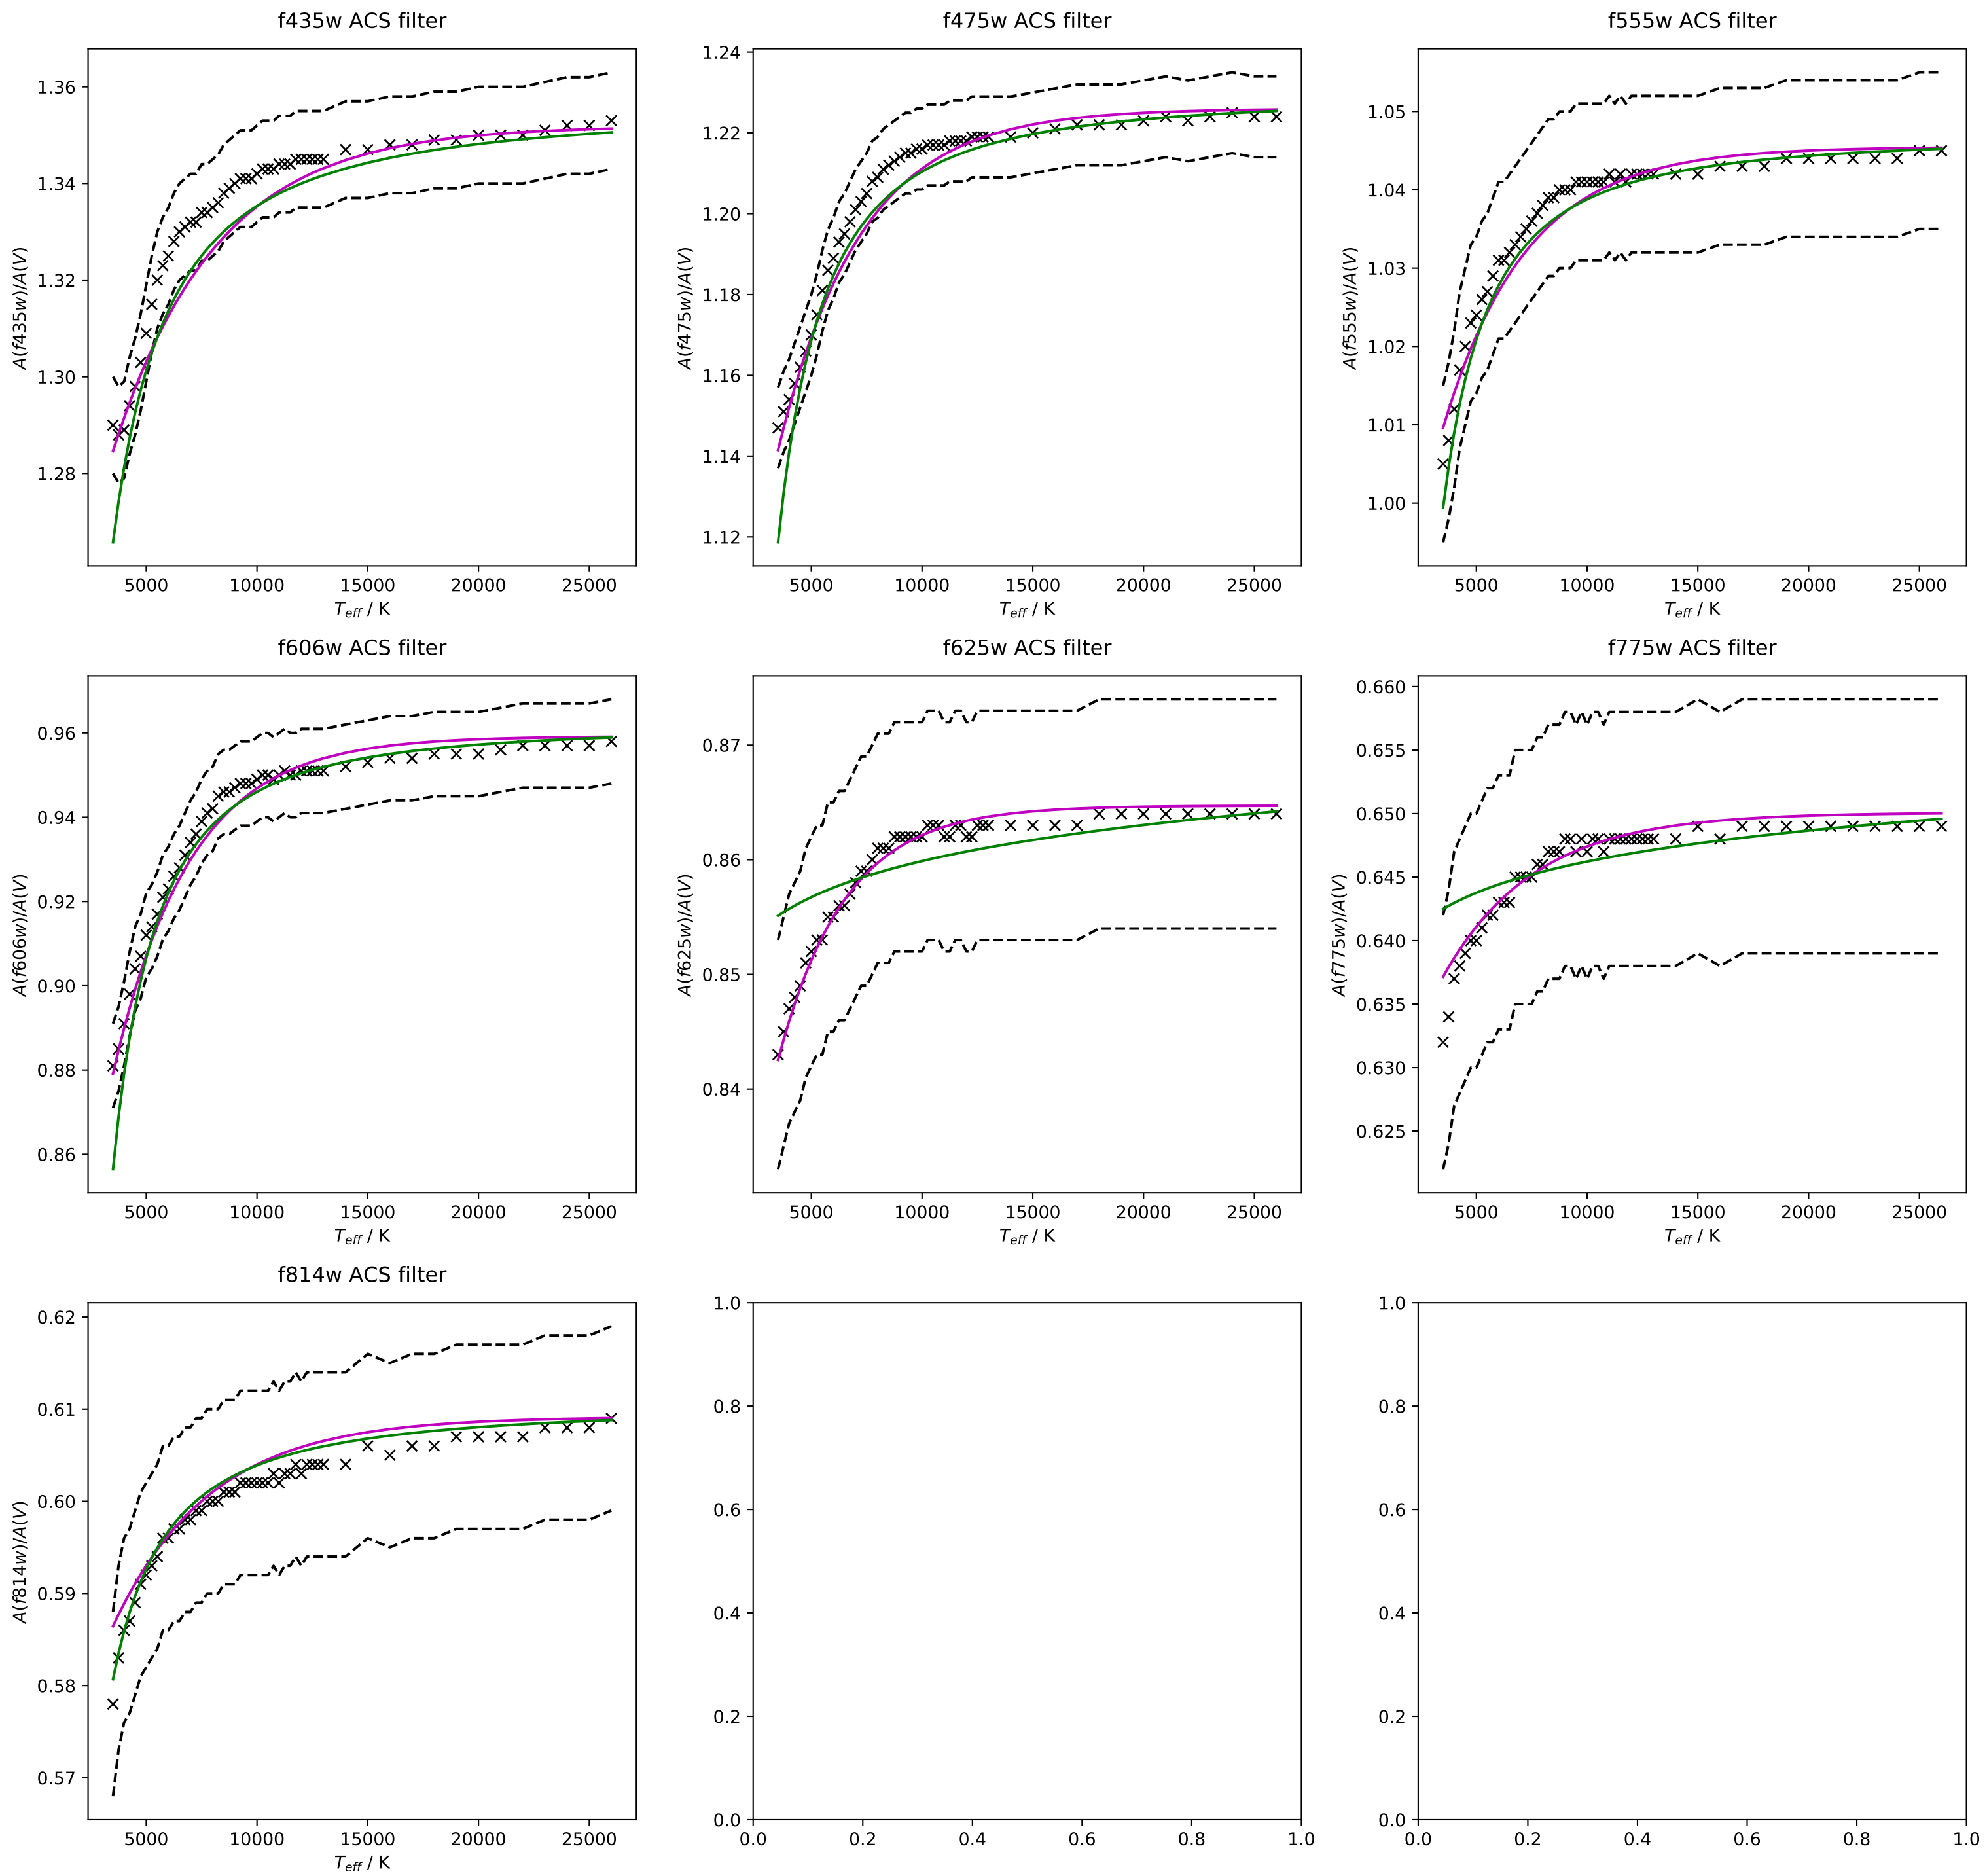 f435w ACS filter
1.36
1.34
1.32
1.30
1.28
A(f435w)/A(V)
5000 10000 15000 20000 25000
T_eff / K
f475w ACS filter
1.24
1.22
1.20
1.18
1.16
1.14
1.12
A(f475w)/A(V)
5000 10000 15000 20000 25000
T_eff / K
f555w ACS filter
1.05
1.04
1.03
1.02
1.01
1.00
A(f555w)/A(V)
5000 10000 15000 20000 25000
T_eff / K
f606w ACS filter
0.96
0.94
0.92
0.90
0.88
0.86
A(f606w)/A(V)
5000 10000 15000 20000 25000
T_eff / K
f625w ACS filter
0.87
0.86
0.85
0.84
A(f625w)/A(V)
5000 10000 15000 20000 25000
T_eff / K
f775w ACS filter
0.660
0.655
0.650
0.645
0.640
0.635
0.630
0.625
A(f775w)/A(V)
5000 10000 15000 20000 25000
T_eff / K
f814w ACS filter
0.62
0.61
0.60
0.59
0.58
0.57
A(f814w)/A(V)
5000 10000 15000 20000 25000
T_eff / K
1.0
0.8
0.6
0.4
0.2
0.0
0.0 0.2 0.4 0.6 0.8 1.0
1.0
0.8
0.6
0.4
0.2
0.0
0.0 0.2 0.4 0.6 0.8 1.0